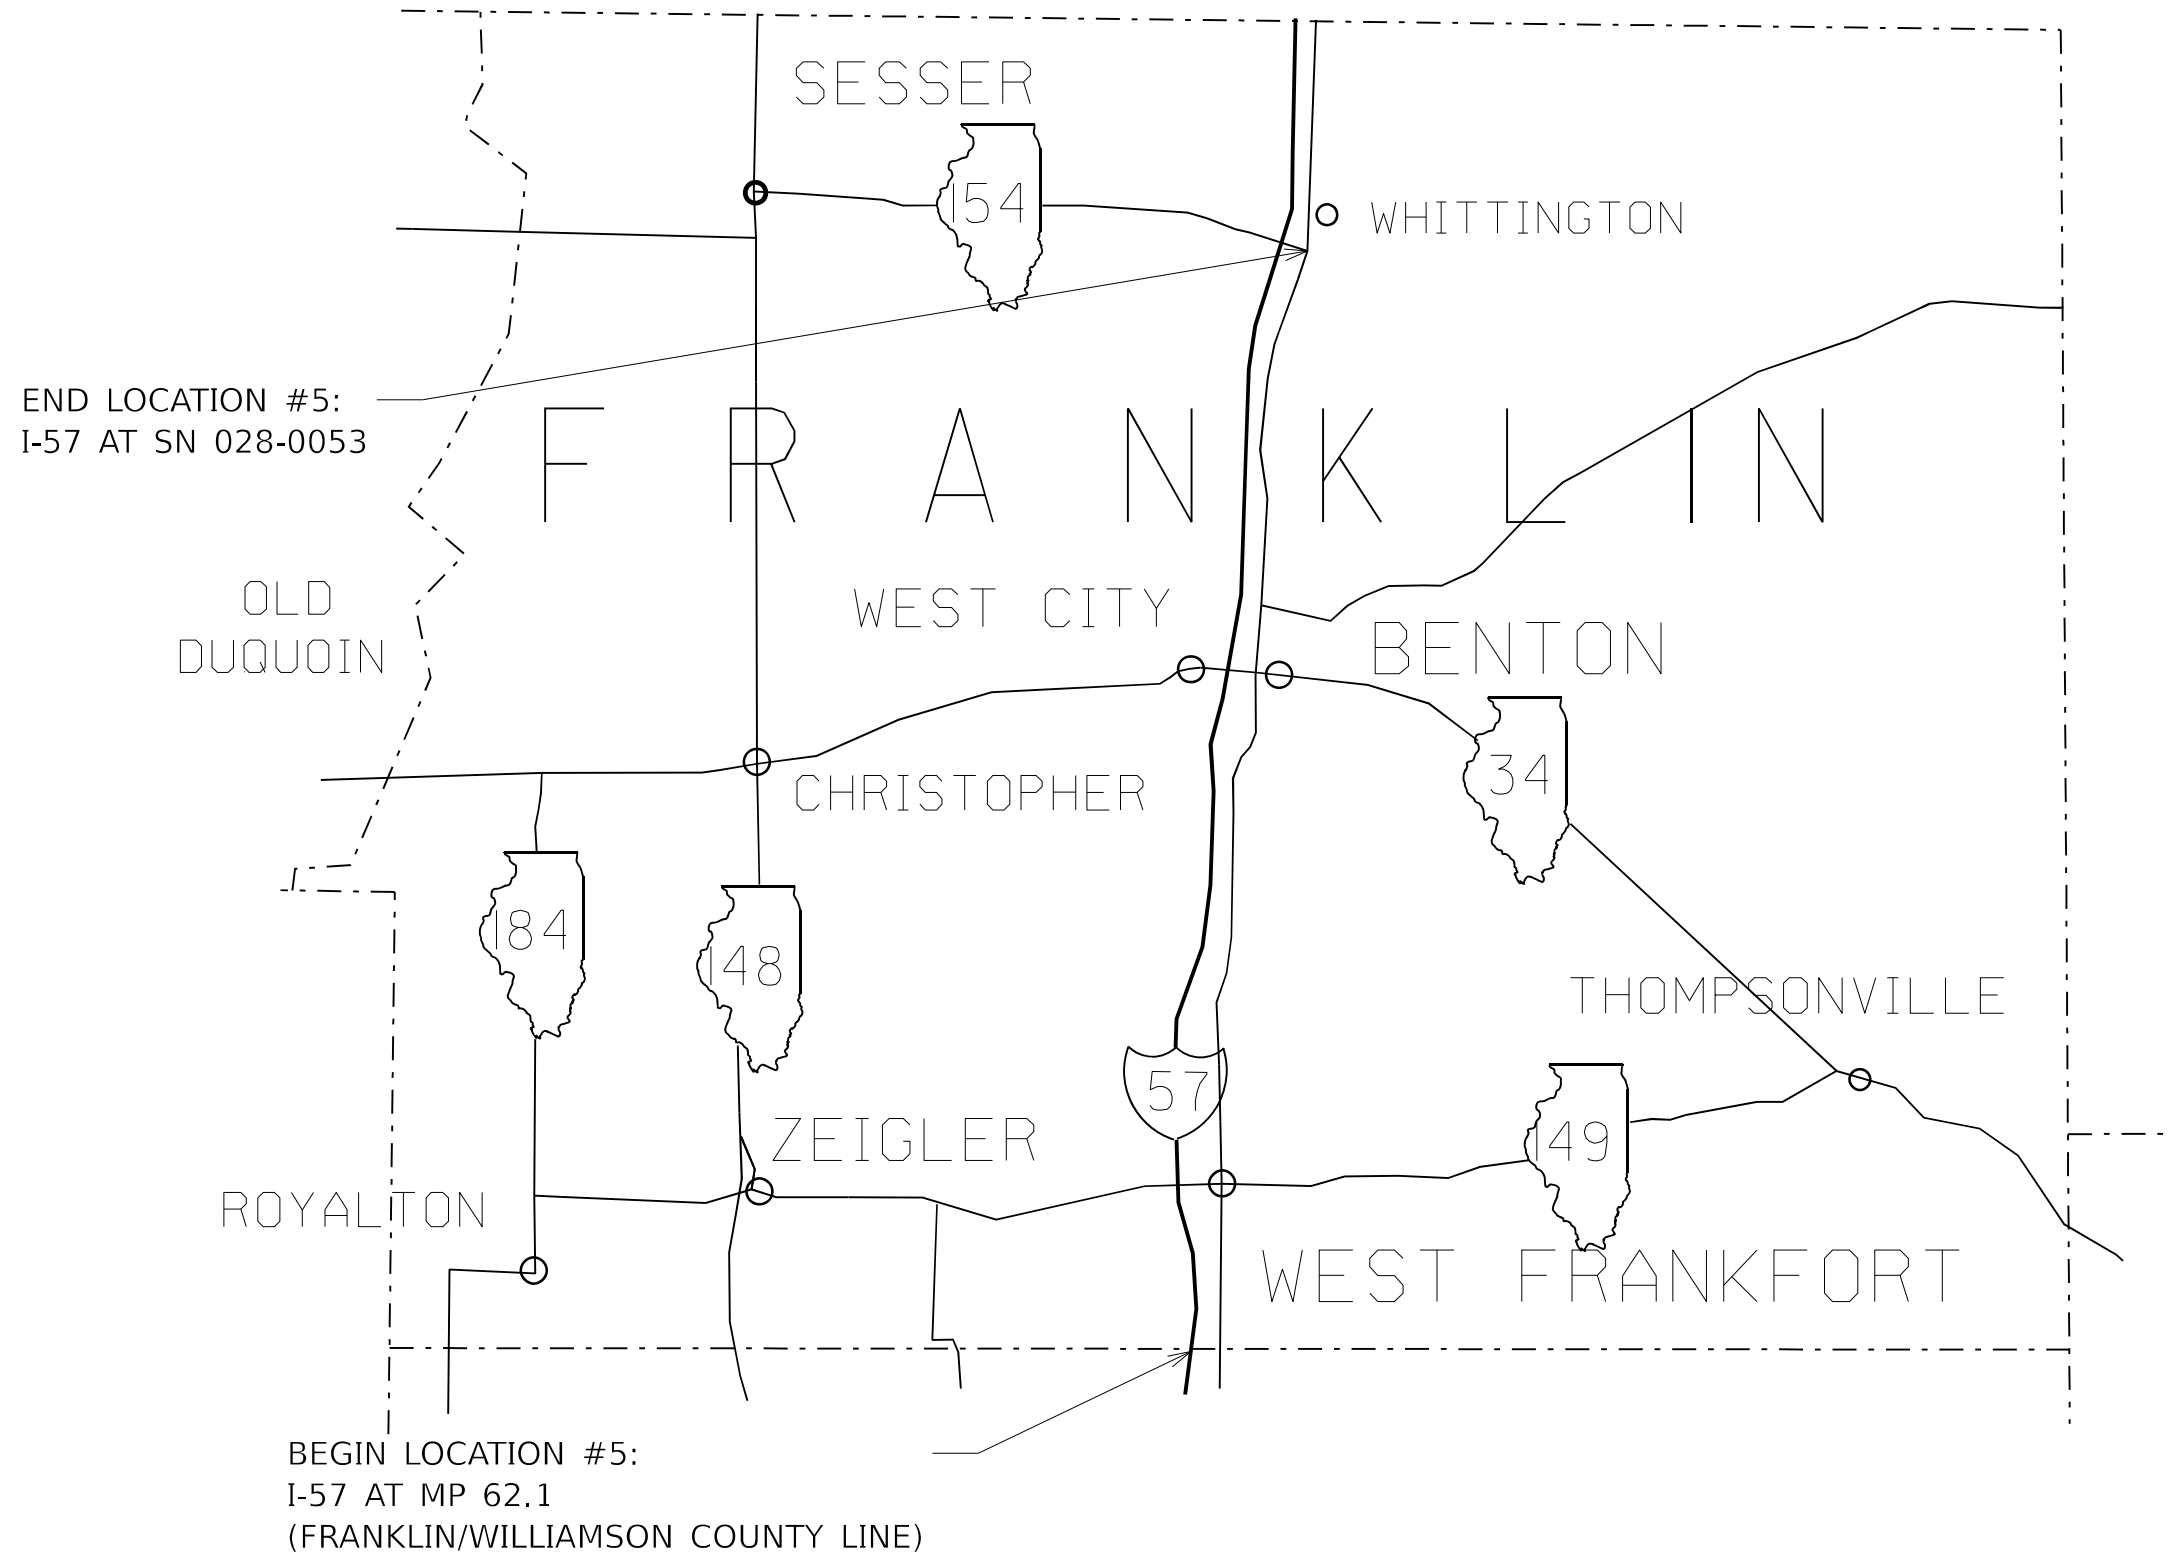 SESSER
154
WHITTINGTON
END LOCATION #5:
I-57 AT SN 028-0053
FRANKLIN
OLD
DUQUOIN
WEST CITY
BENTON
34
CHRISTOPHER
184
148
THOMPSONVILLE
57
149
ZEIGLER
ROYALTON
WEST FRANKFORT
BEGIN LOCATION #5:
I-57 AT MP 62.1
(FRANKLIN/WILLIAMSON COUNTY LINE)